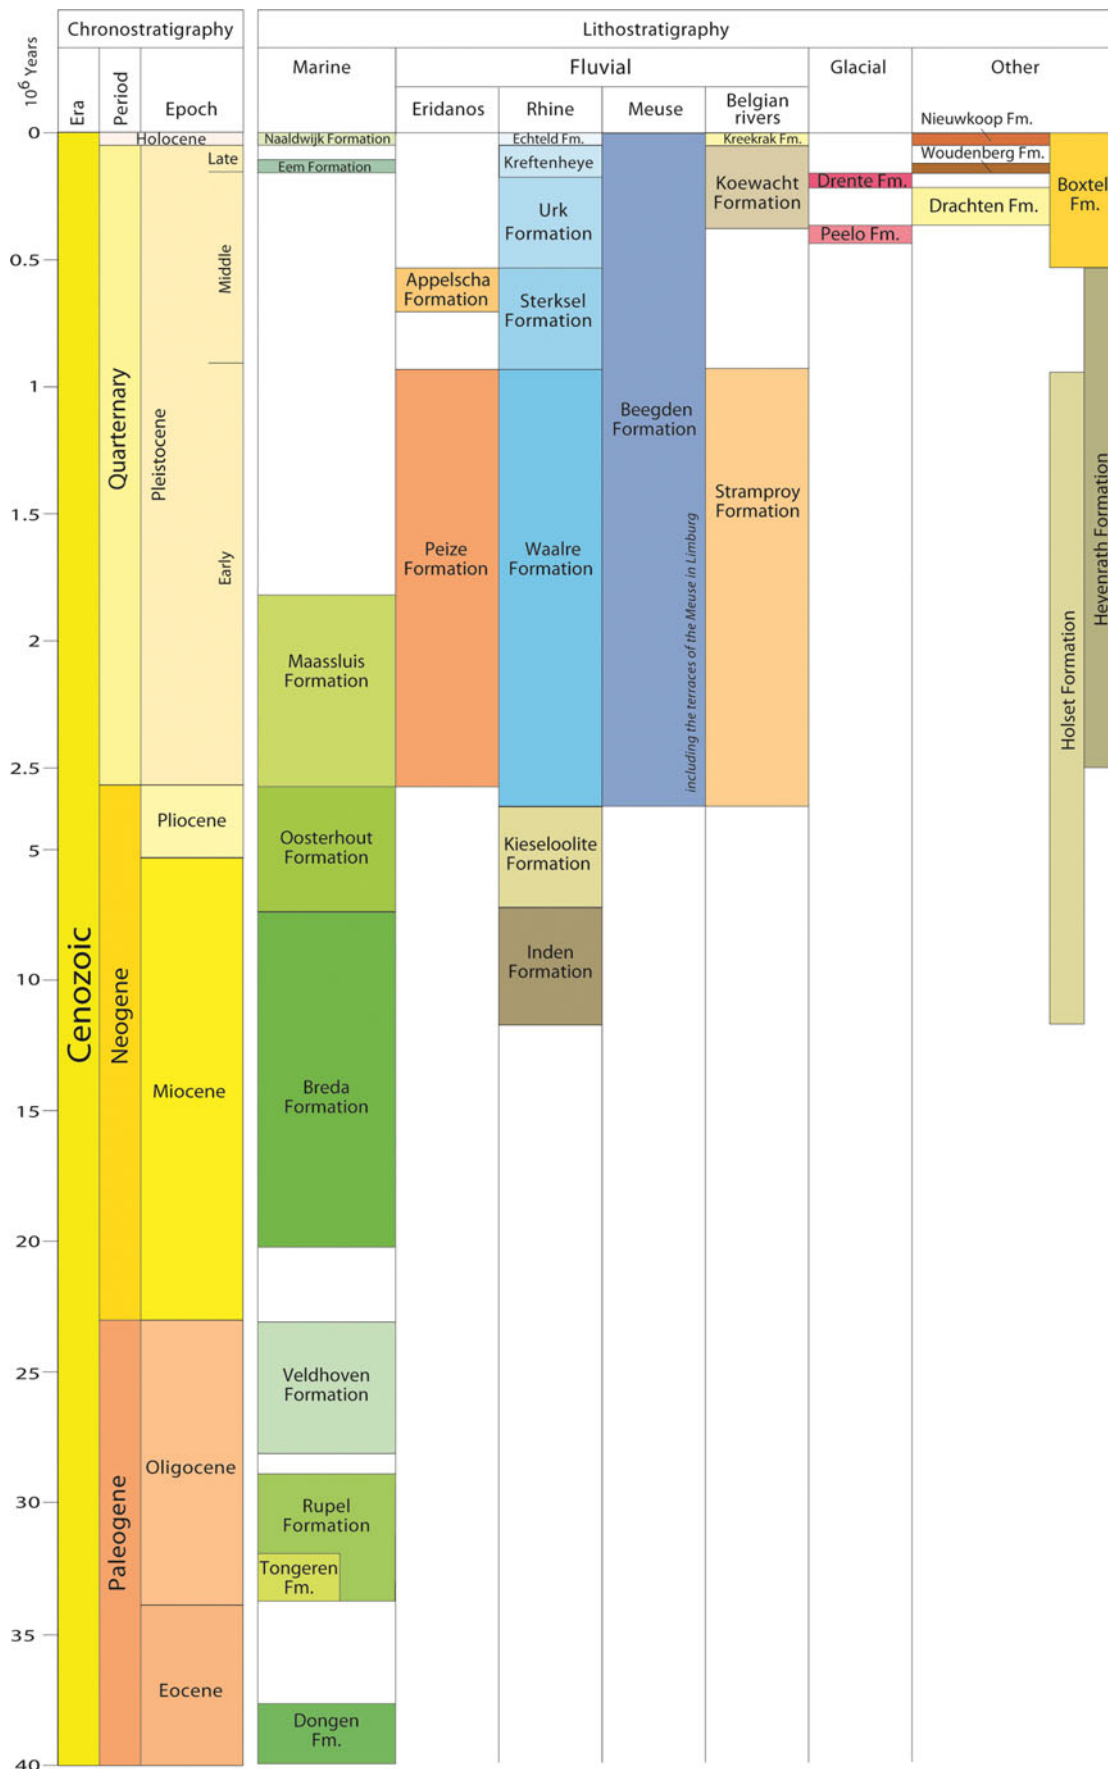 Chronostratigraphy
Lithostratigraphy
10⁶ Years
Era
Period
Epoch
Marine
Fluvial
Glacial
Other
Eridanos
Rhine
Meuse
Belgian
rivers
0
0.5
1
1.5
2
2.5
5
10
15
20
25
30
35
40
Cenozoic
Quarternary
Neogene
Paleogene
Holocene
Pleistocene
Late
Middle
Early
Pliocene
Miocene
Oligocene
Eocene
Naaldwijk Formation
Eem Formation
Maassluis
Formation
Oosterhout
Formation
Breda
Formation
Veldhoven
Formation
Rupel
Formation
Tongeren
Fm.
Dongen
Fm.
Appelscha
Formation
Peize
Formation
Echteld Fm.
Kreftenheye
Urk
Formation
Sterksel
Formation
Waalre
Formation
Kieseloolite
Formation
Inden
Formation
Beegden
Formation
including the terraces of the Meuse in Limburg
Kreekrak Fm.
Koewacht
Formation
Stramproy
Formation
Drente Fm.
Peelo Fm.
Nieuwkoop Fm.
Woudenberg Fm.
Drachten Fm.
Boxtel
Fm.
Holset Formation
Heyenrath Formation